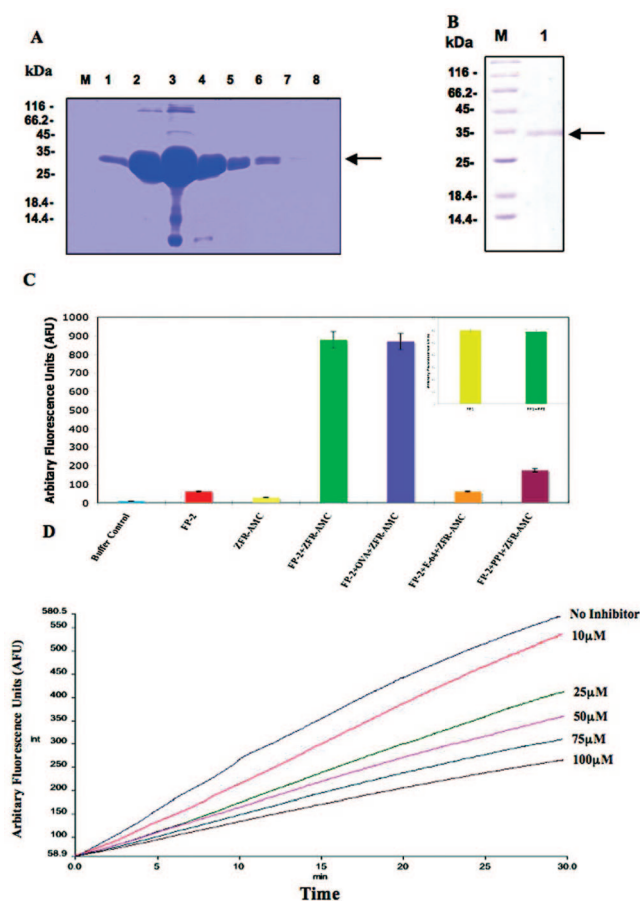 A
kDa
M 1 2 3 4 5 6 7 8
116 -
66.2-
45-
35-
25-
18.4-
14.4-
B
M 1
kDa
116 -
66.2-
45-
35-
25-
18.4-
14.4-
C
Arbitary Fluorescence Units (AFU)
1000
900
800
700
600
500
400
300
200
100
0
Buffer Control
FP-2
ZFR-AMC
FP-2+ZFR-AMC
FP-2+OVA+ZFR-AMC
FP-2+E-64+ZFR-AMC
FP-2+PPI+ZFR-AMC
D
Arbitary Fluorescence Units (AFU)
580.5
550
500
450
400
350
Int
300
250
200
150
100
58.9
No Inhibitor
10μM
25μM
50μM
75μM
100μM
0.0 5 10 15 20 25 30.0
min
Time